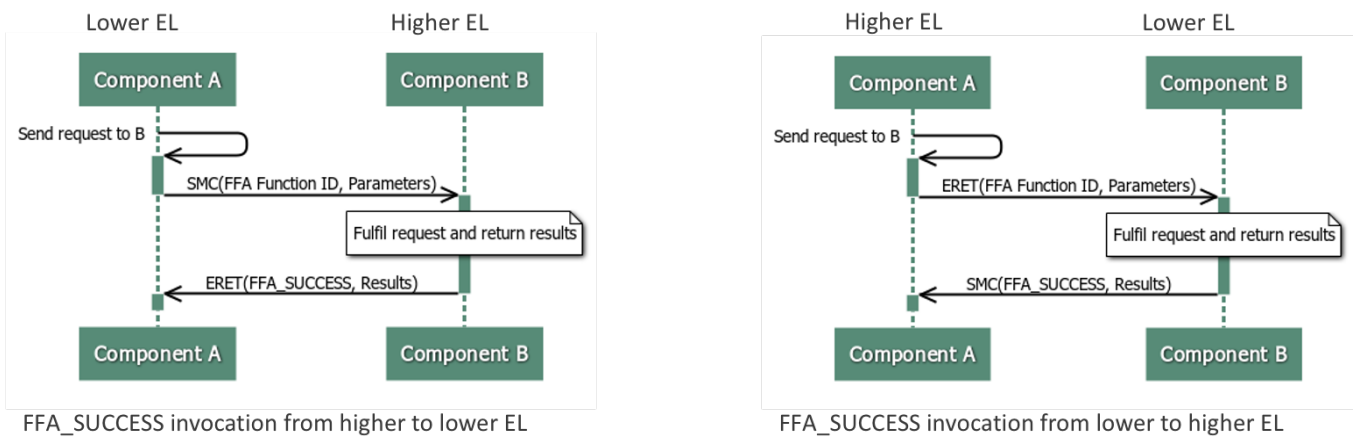 Lower EL
Higher EL
Component A
Component B
Send request to B
SMC(FFA Function ID, Parameters)
Fulfil request and return results
ERET(FFA_SUCCESS, Results)
Component A
Component B
FFA_SUCCESS invocation from higher to lower EL
Higher EL
Lower EL
Component A
Component B
Send request to B
ERET(FFA Function ID, Parameters)
Fulfil request and return results
SMC(FFA_SUCCESS, Results)
Component A
Component B
FFA_SUCCESS invocation from lower to higher EL